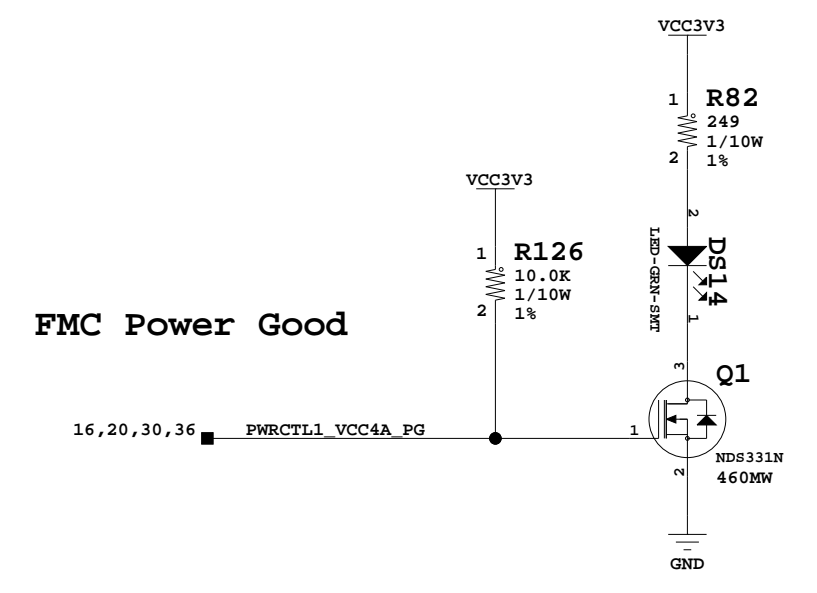 VCC3V3
1 R82
249
1/10W
2 1%
VCC3V3
2
LED-GRN-SMT
DS14
1
1 R126
10.0K
1/10W
2 1%
FMC Power Good
3 Q1
16,20,30,36 PWRCTL1_VCC4A_PG 1
NDS331N
2 460MW
GND